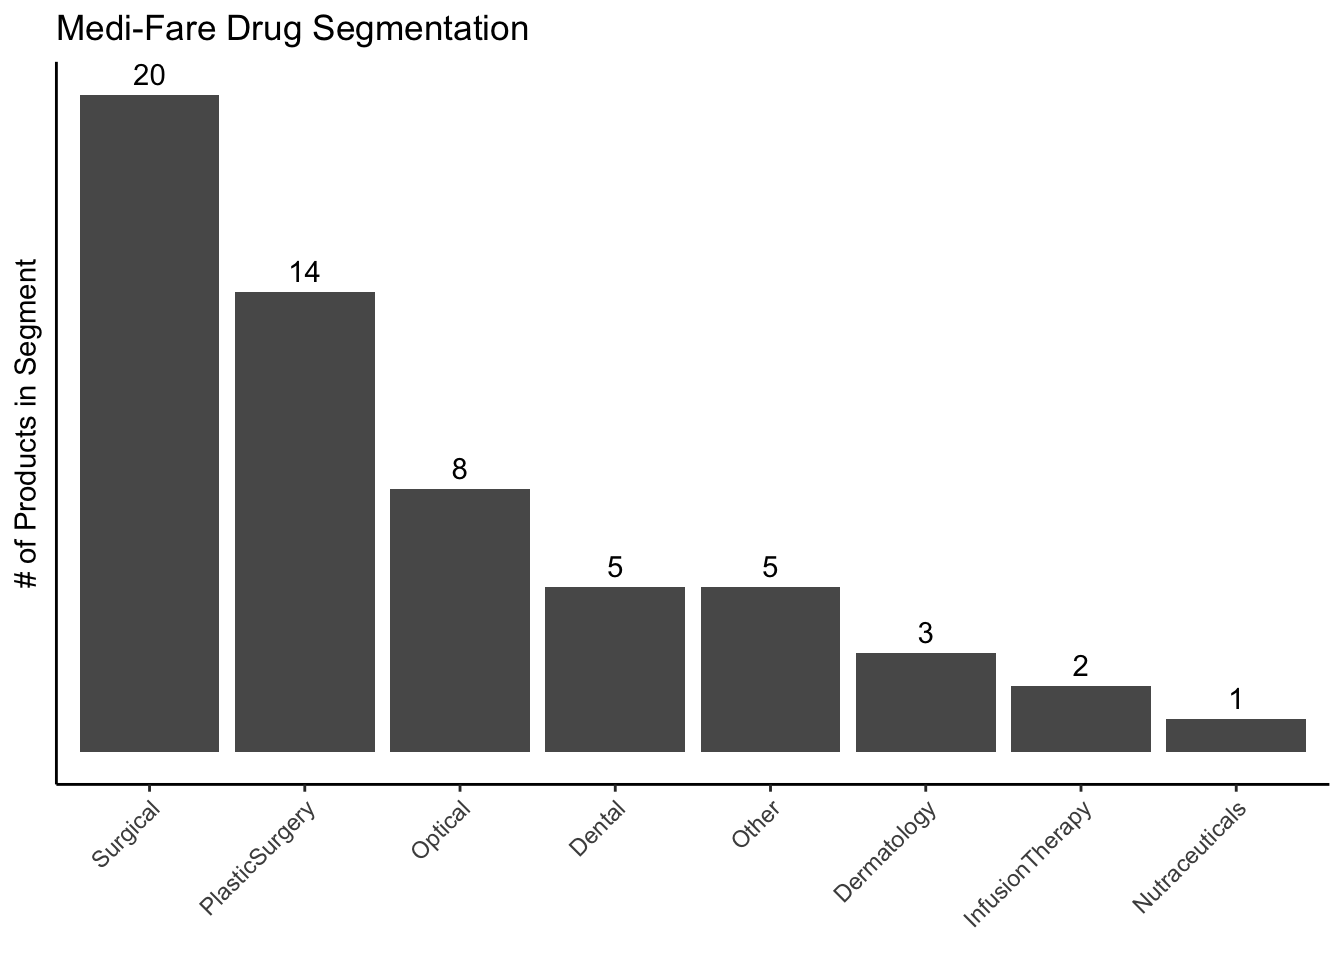 Medi-Fare Drug Segmentation
# of Products in Segment
20
14
8
5
5
3
2
1
Surgical
PlasticSurgery
Optical
Dental
Other
Dermatology
InfusionTherapy
Nutraceuticals